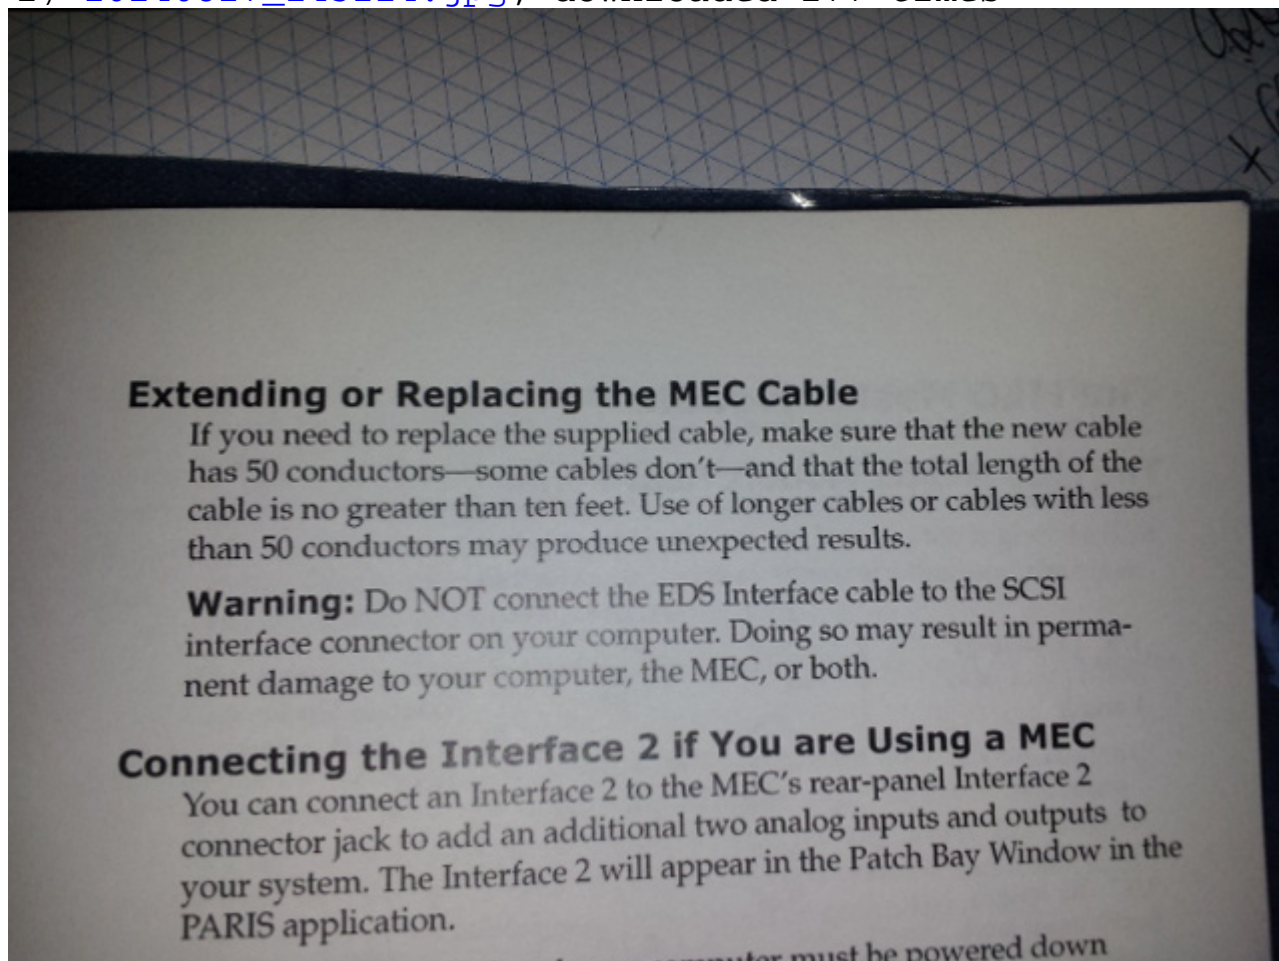 Extending or Replacing the MEC Cable
If you need to replace the supplied cable, make sure that the new cable
has 50 conductors—some cables don't—and that the total length of the
cable is no greater than ten feet. Use of longer cables or cables with less
than 50 conductors may produce unexpected results.
Warning: Do NOT connect the EDS Interface cable to the SCSI
interface connector on your computer. Doing so may result in perma-
nent damage to your computer, the MEC, or both.
Connecting the Interface 2 if You are Using a MEC
You can connect an Interface 2 to the MEC's rear-panel Interface 2
connector jack to add an additional two analog inputs and outputs to
your system. The Interface 2 will appear in the Patch Bay Window in the
PARIS application.
must be powered down